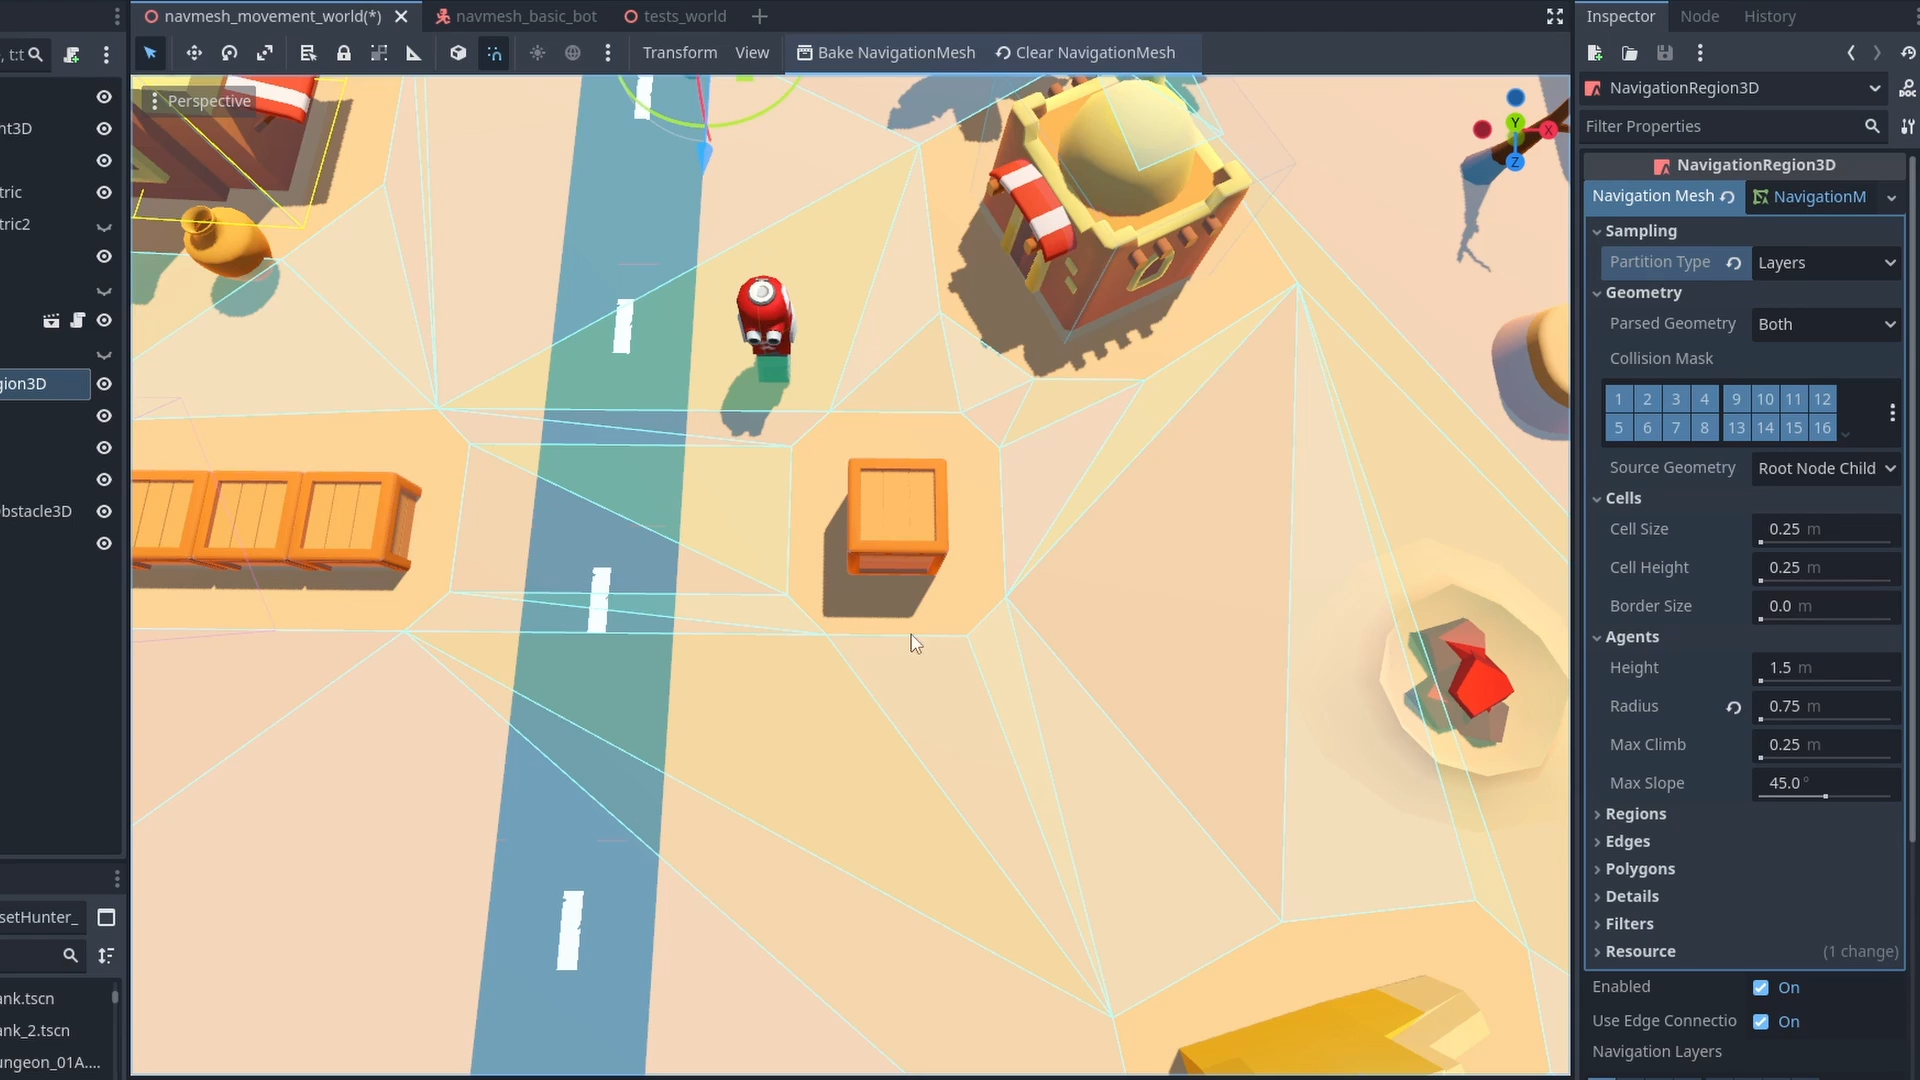 navmesh_movement_world(*)
navmesh_basic_bot
tests_world
Inspector
Node
History
, t:t
Transform
View
Bake NavigationMesh
Clear NavigationMesh
Perspective
NavigationRegion3D
Filter Properties
NavigationRegion3D
Navigation Mesh
NavigationM
Sampling
Partition Type
Layers
Geometry
Parsed Geometry
Both
Collision Mask
1 2 3 4 9 10 11 12
5 6 7 8 13 14 15 16
Source Geometry
Root Node Child
Cells
Cell Size
0.25 m
Cell Height
0.25 m
Border Size
0.0 m
Agents
Height
1.5 m
Radius
0.75 m
Max Climb
0.25 m
Max Slope
45.0 °
Regions
Edges
Polygons
Details
Filters
Resource
(1 change)
Enabled
On
Use Edge Connectio
On
Navigation Layers
Y
X
Z
ht3D
tric
tric2
gion3D
bstacle3D
setHunter_
ank.tscn
ank_2.tscn
ungeon_01A....